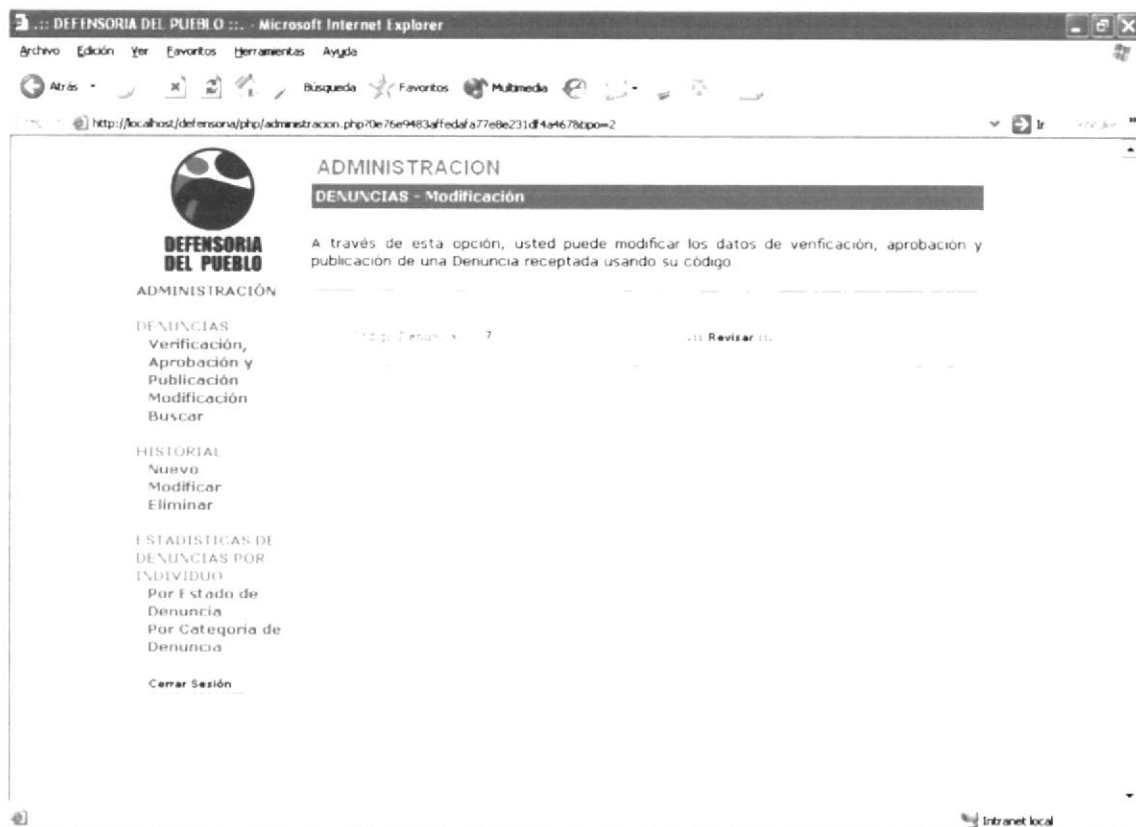 .:: DEFENSORIA DEL PUEBLO ::. - Microsoft Internet Explorer
Archivo Edición Ver Favoritos Herramientas Ayuda
Atrás Búsqueda Favoritos Multimedia
http://localhost/defensoria/php/administracion.php?0e76e9483affedafa77e8e231df4a467&tipo=2 Ir
DEFENSORIA
DEL PUEBLO
ADMINISTRACION
DENUNCIAS - Modificación
A través de esta opción, usted puede modificar los datos de verificación, aprobación y
publicación de una Denuncia receptada usando su código.
Código Denuncia 7 .::: Revisar :::.
ADMINISTRACIÓN
DENUNCIAS
Verificación,
Aprobación y
Publicación
Modificación
Buscar
HISTORIAL
Nuevo
Modificar
Eliminar
ESTADISTICAS DE
DENUNCIAS POR
INDIVIDUO
Por Estado de
Denuncia
Por Categoría de
Denuncia
Cerrar Sesión
Intranet local